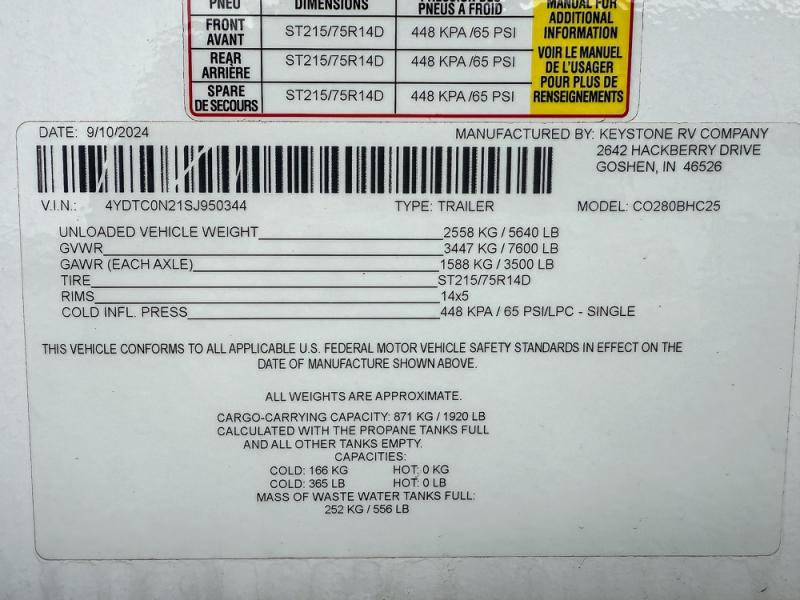 PNEU DIMENSIONS PNEUS A FROID
FRONT
AVANT ST215/75R14D 448 KPA /65 PSI
REAR
ARRIÈRE ST215/75R14D 448 KPA /65 PSI
SPARE
DE SECOURS ST215/75R14D 448 KPA /65 PSI
MANUAL FOR
ADDITIONAL
INFORMATION
VOIR LE MANUEL
DE L'USAGER
POUR PLUS DE
RENSEIGNEMENTS
DATE: 9/10/2024 MANUFACTURED BY: KEYSTONE RV COMPANY
2642 HACKBERRY DRIVE
GOSHEN, IN 46526
V.I.N.: 4YDTC0N21SJ950344 TYPE: TRAILER MODEL: CO280BHC25
UNLOADED VEHICLE WEIGHT 2558 KG / 5640 LB
GVWR 3447 KG / 7600 LB
GAWR (EACH AXLE) 1588 KG / 3500 LB
TIRE ST215/75R14D
RIMS 14x5
COLD INFL. PRESS 448 KPA / 65 PSI/LPC - SINGLE
THIS VEHICLE CONFORMS TO ALL APPLICABLE U.S. FEDERAL MOTOR VEHICLE SAFETY STANDARDS IN EFFECT ON THE
DATE OF MANUFACTURE SHOWN ABOVE.
ALL WEIGHTS ARE APPROXIMATE.
CARGO-CARRYING CAPACITY: 871 KG / 1920 LB
CALCULATED WITH THE PROPANE TANKS FULL
AND ALL OTHER TANKS EMPTY.
CAPACITIES:
COLD: 166 KG HOT: 0 KG
COLD: 365 LB HOT: 0 LB
MASS OF WASTE WATER TANKS FULL:
252 KG / 556 LB